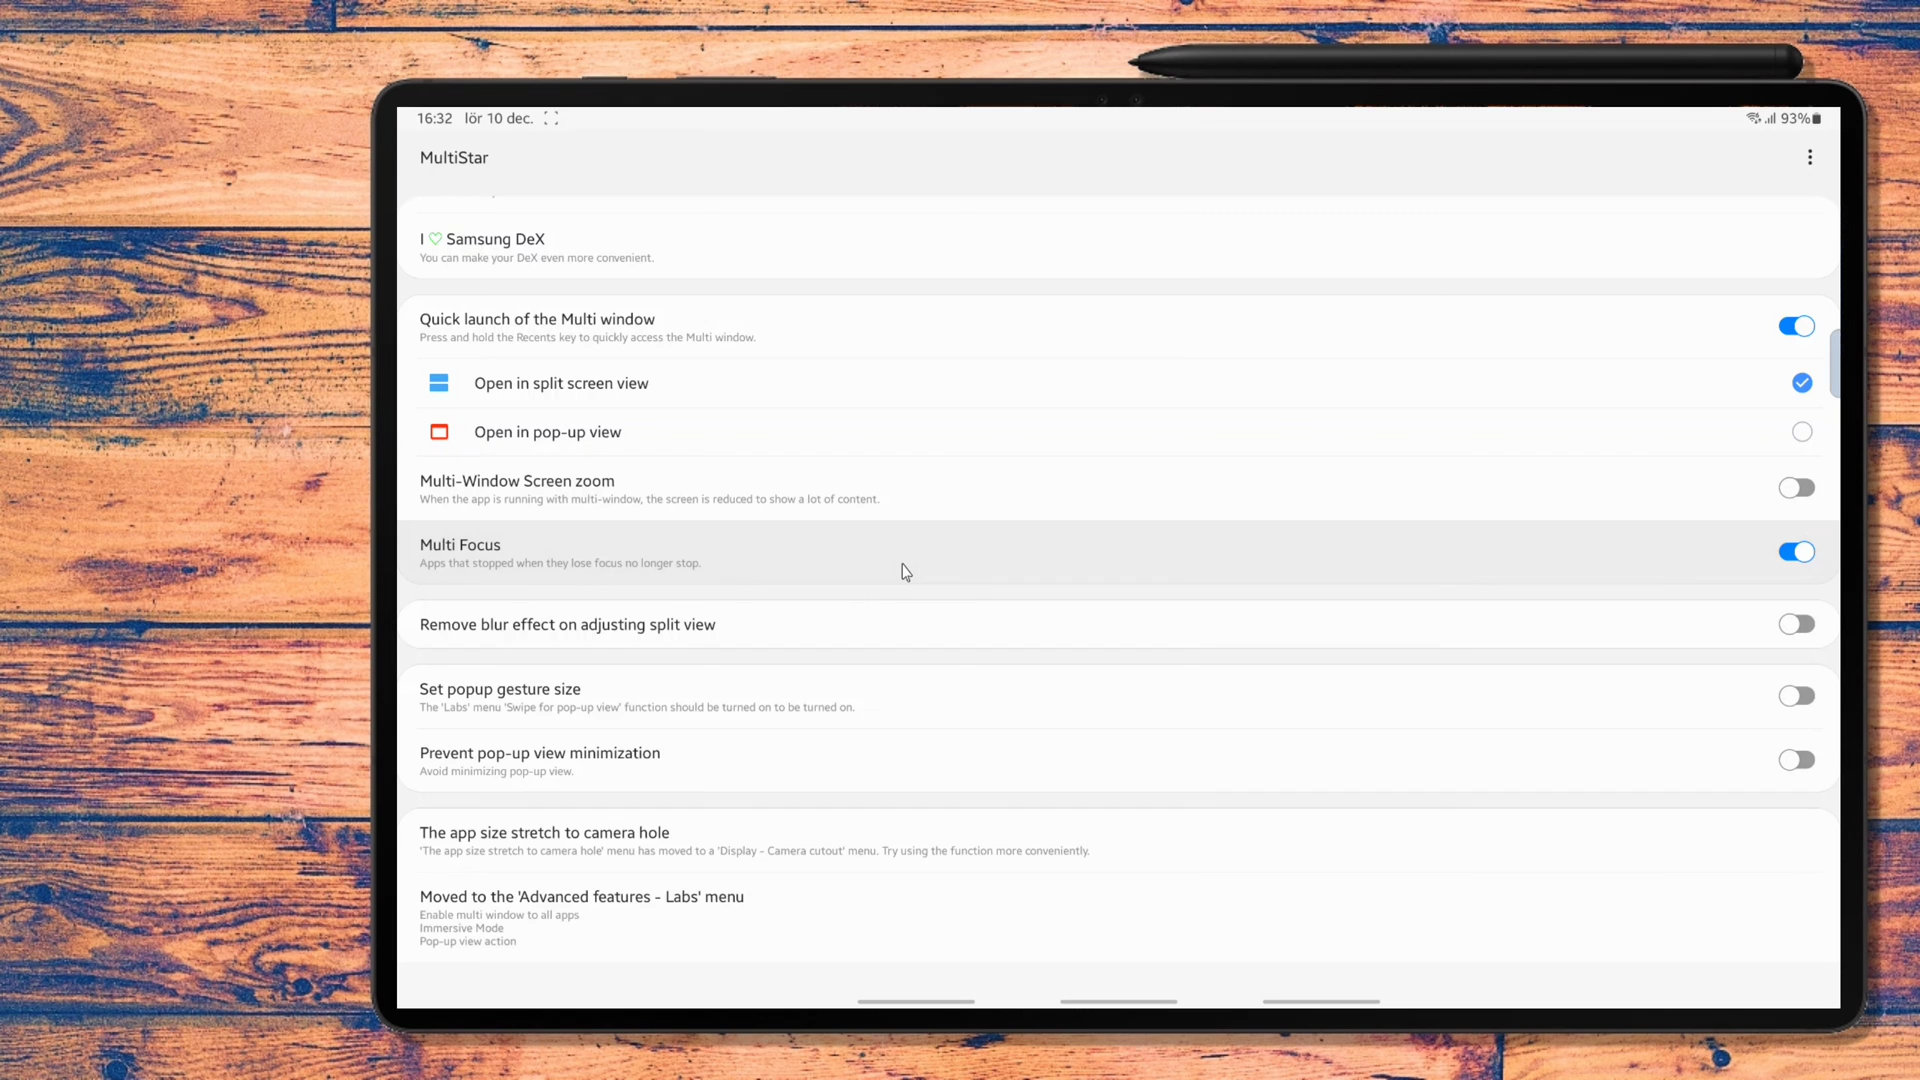 16:32 lör 10 dec.
93%
MultiStar
I ♡ Samsung DeX
You can make your DeX even more convenient.
Quick launch of the Multi window
Press and hold the Recents key to quickly access the Multi window.
Open in split screen view
Open in pop-up view
Multi-Window Screen zoom
When the app is running with multi-window, the screen is reduced to show a lot of content.
Multi Focus
Apps that stopped when they lose focus no longer stop.
Remove blur effect on adjusting split view
Set popup gesture size
The 'Labs' menu 'Swipe for pop-up view' function should be turned on to be turned on.
Prevent pop-up view minimization
Avoid minimizing pop-up view.
The app size stretch to camera hole
'The app size stretch to camera hole' menu has moved to a 'Display - Camera cutout' menu. Try using the function more conveniently.
Moved to the 'Advanced features - Labs' menu
Enable multi window to all apps
Immersive Mode
Pop-up view action